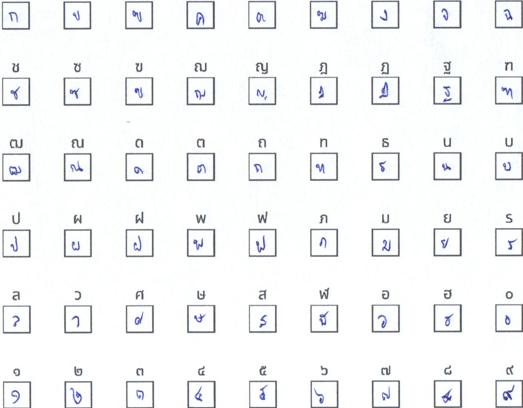 ก ข ฃ ค ฅ ฆ ง จ ฉ
ช ซ ฃ ฌ ญ ฎ ฏ ฐ ฑ
ช ซ ฃ ฌ ญ ฎ ฏ ฐ ฑ
ฒ ณ ด ต ถ ท ธ น บ
ฒ ณ ด ต ถ ท ธ น บ
ป ผ ฝ พ ฟ ภ ม ย ร
ป ผ ฝ พ ฟ ภ ม ย ร
ล ว ศ ษ ส ฬ อ ฮ ๐
ล ว ศ ษ ส ฬ อ ฮ ๐
๑ ๒ ๓ ๔ ๕ ๖ ๗ ๘ ๙
๑ ๒ ๓ ๔ ๕ ๖ ๗ ๘ ๙